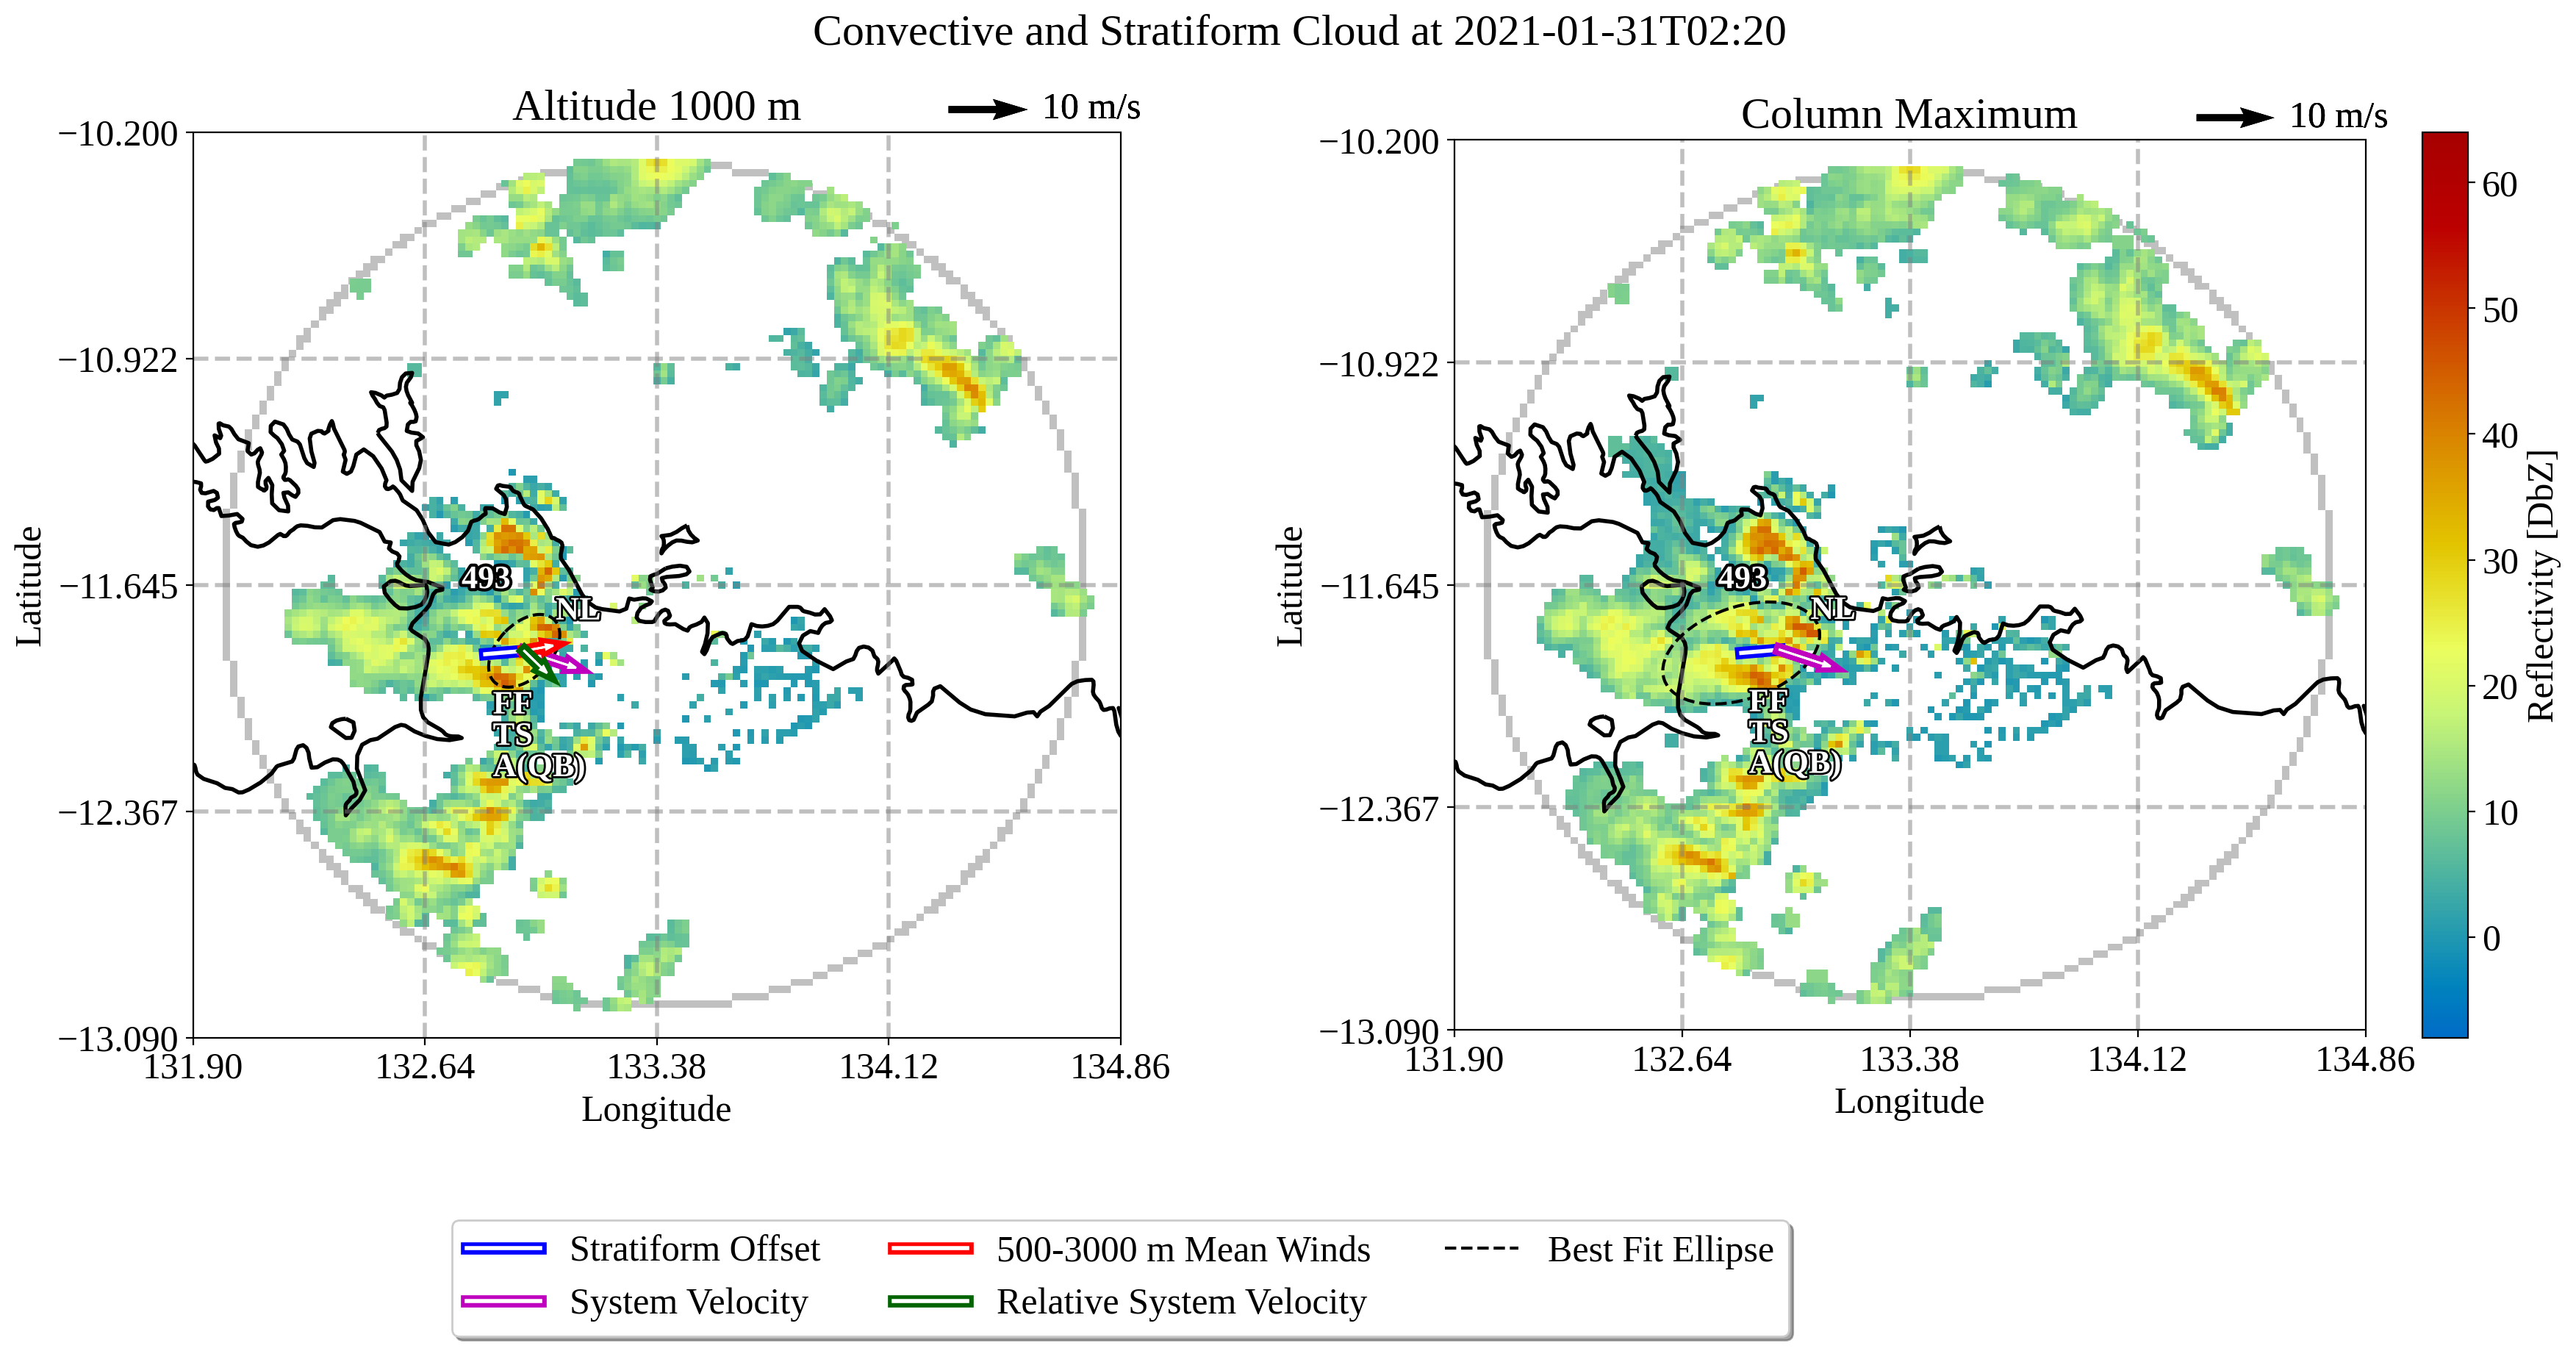 Convective and Stratiform Cloud at 2021-01-31T02:20
Altitude 1000 m
10 m/s
−10.200
−10.922
−11.645
−12.367
−13.090
Latitude
131.90
132.64
133.38
134.12
134.86
Longitude
493
NL
FF
TS
A(QB)
Column Maximum
10 m/s
−10.200
−10.922
−11.645
−12.367
−13.090
Latitude
131.90
132.64
133.38
134.12
134.86
Longitude
493
NL
FF
TS
A(QB)
60
50
40
30
20
10
0
Reflectivity [DbZ]
Stratiform Offset
System Velocity
500-3000 m Mean Winds
Relative System Velocity
Best Fit Ellipse